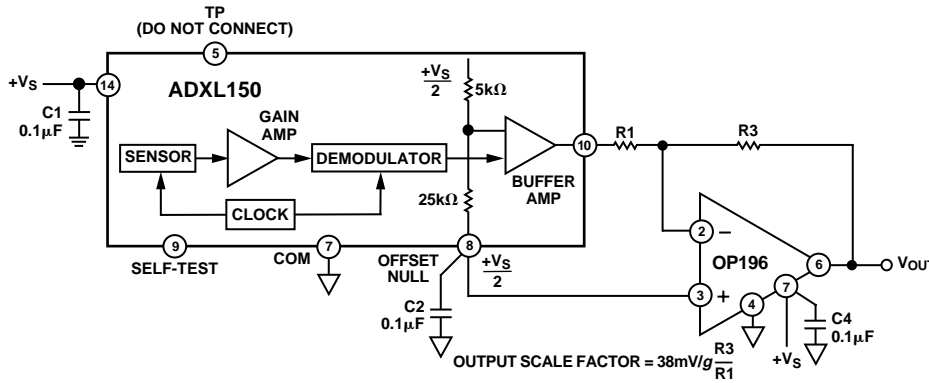 TP
(DO NOT CONNECT)
5
+VS
14
ADXL150
+VS
2
5kΩ
C1
0.1µF
GAIN
AMP
SENSOR
DEMODULATOR
BUFFER
AMP
10
R1
R3
25kΩ
CLOCK
9
SELF-TEST
COM
7
OFFSET
NULL
8
+VS
2
C2
0.1µF
2
−
OP196
3
+
6
VOUT
4
7
+VS
C4
0.1µF
OUTPUT SCALE FACTOR = 38mV/g R3
R1